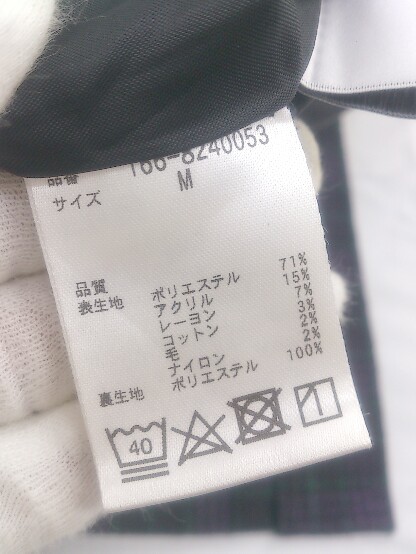 品番 166-8240053
サイズ M
品質
表生地 ポリエステル 71%
アクリル 15%
レーヨン 7%
コットン 3%
毛 2%
ナイロン 2%
裏生地 ポリエステル 100%
40